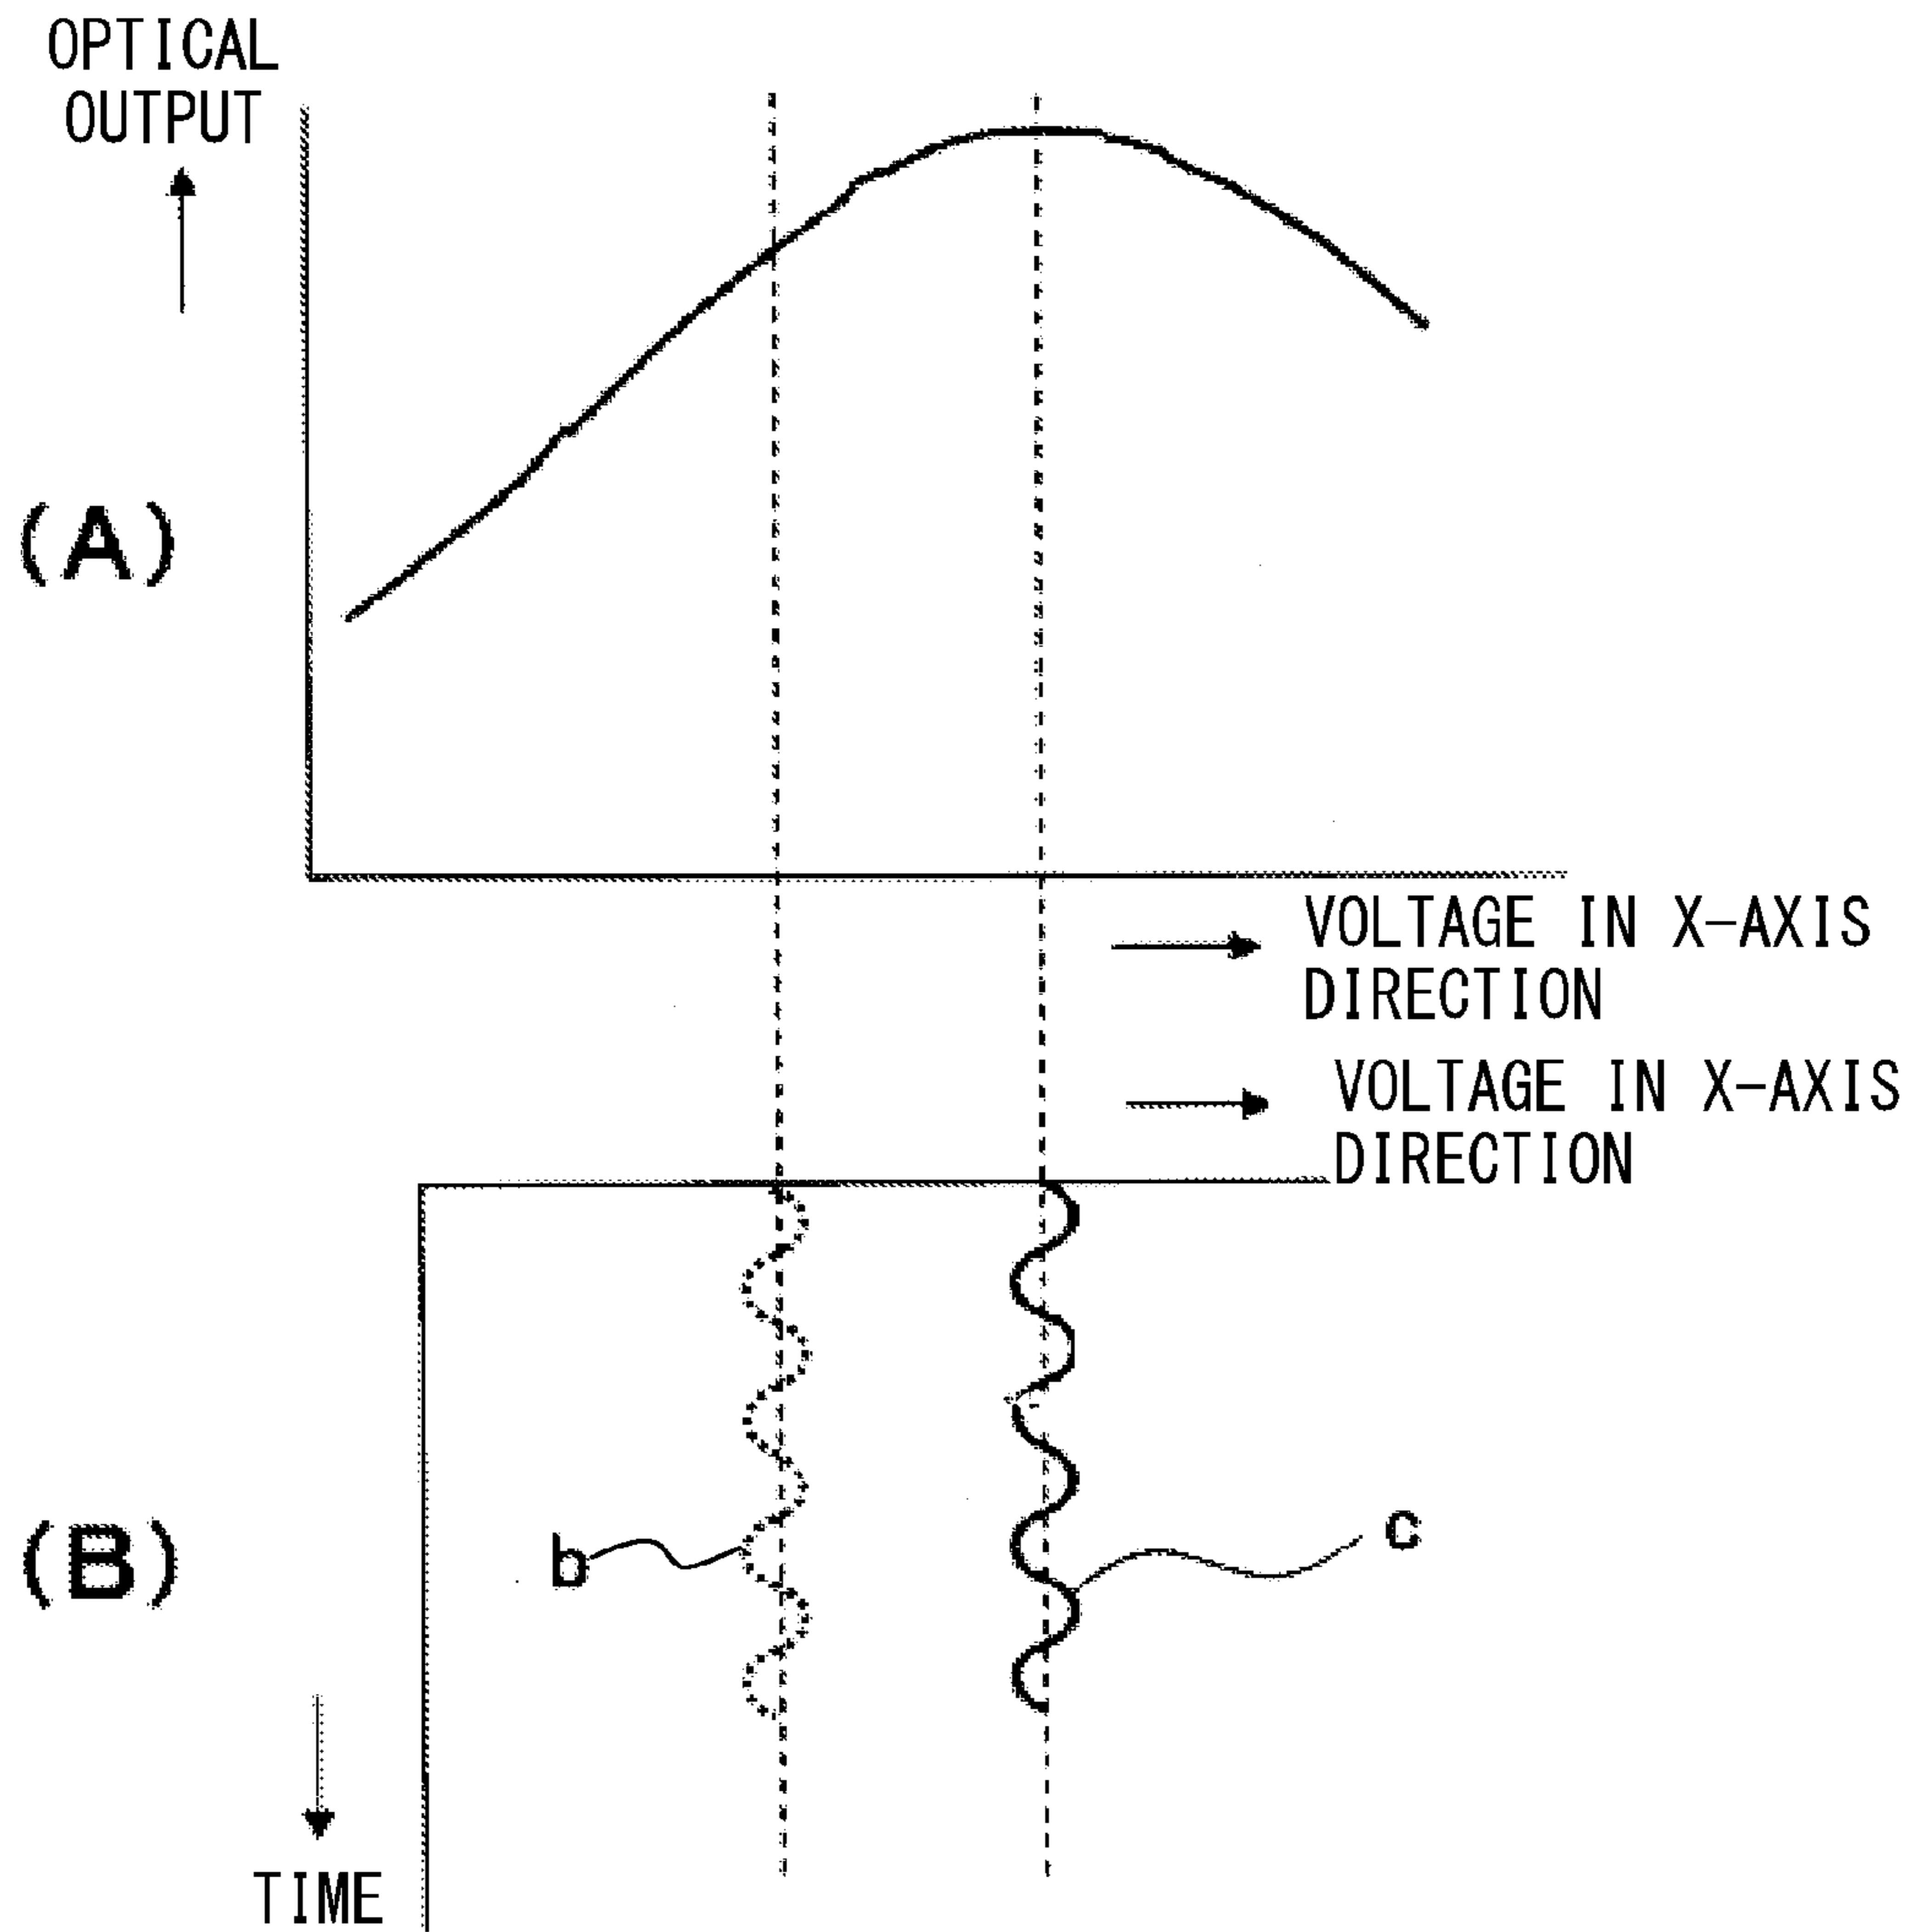 OPTICAL
OUTPUT
(A)
VOLTAGE IN X-AXIS
DIRECTION
VOLTAGE IN X-AXIS
DIRECTION
(B)
b
c
TIME